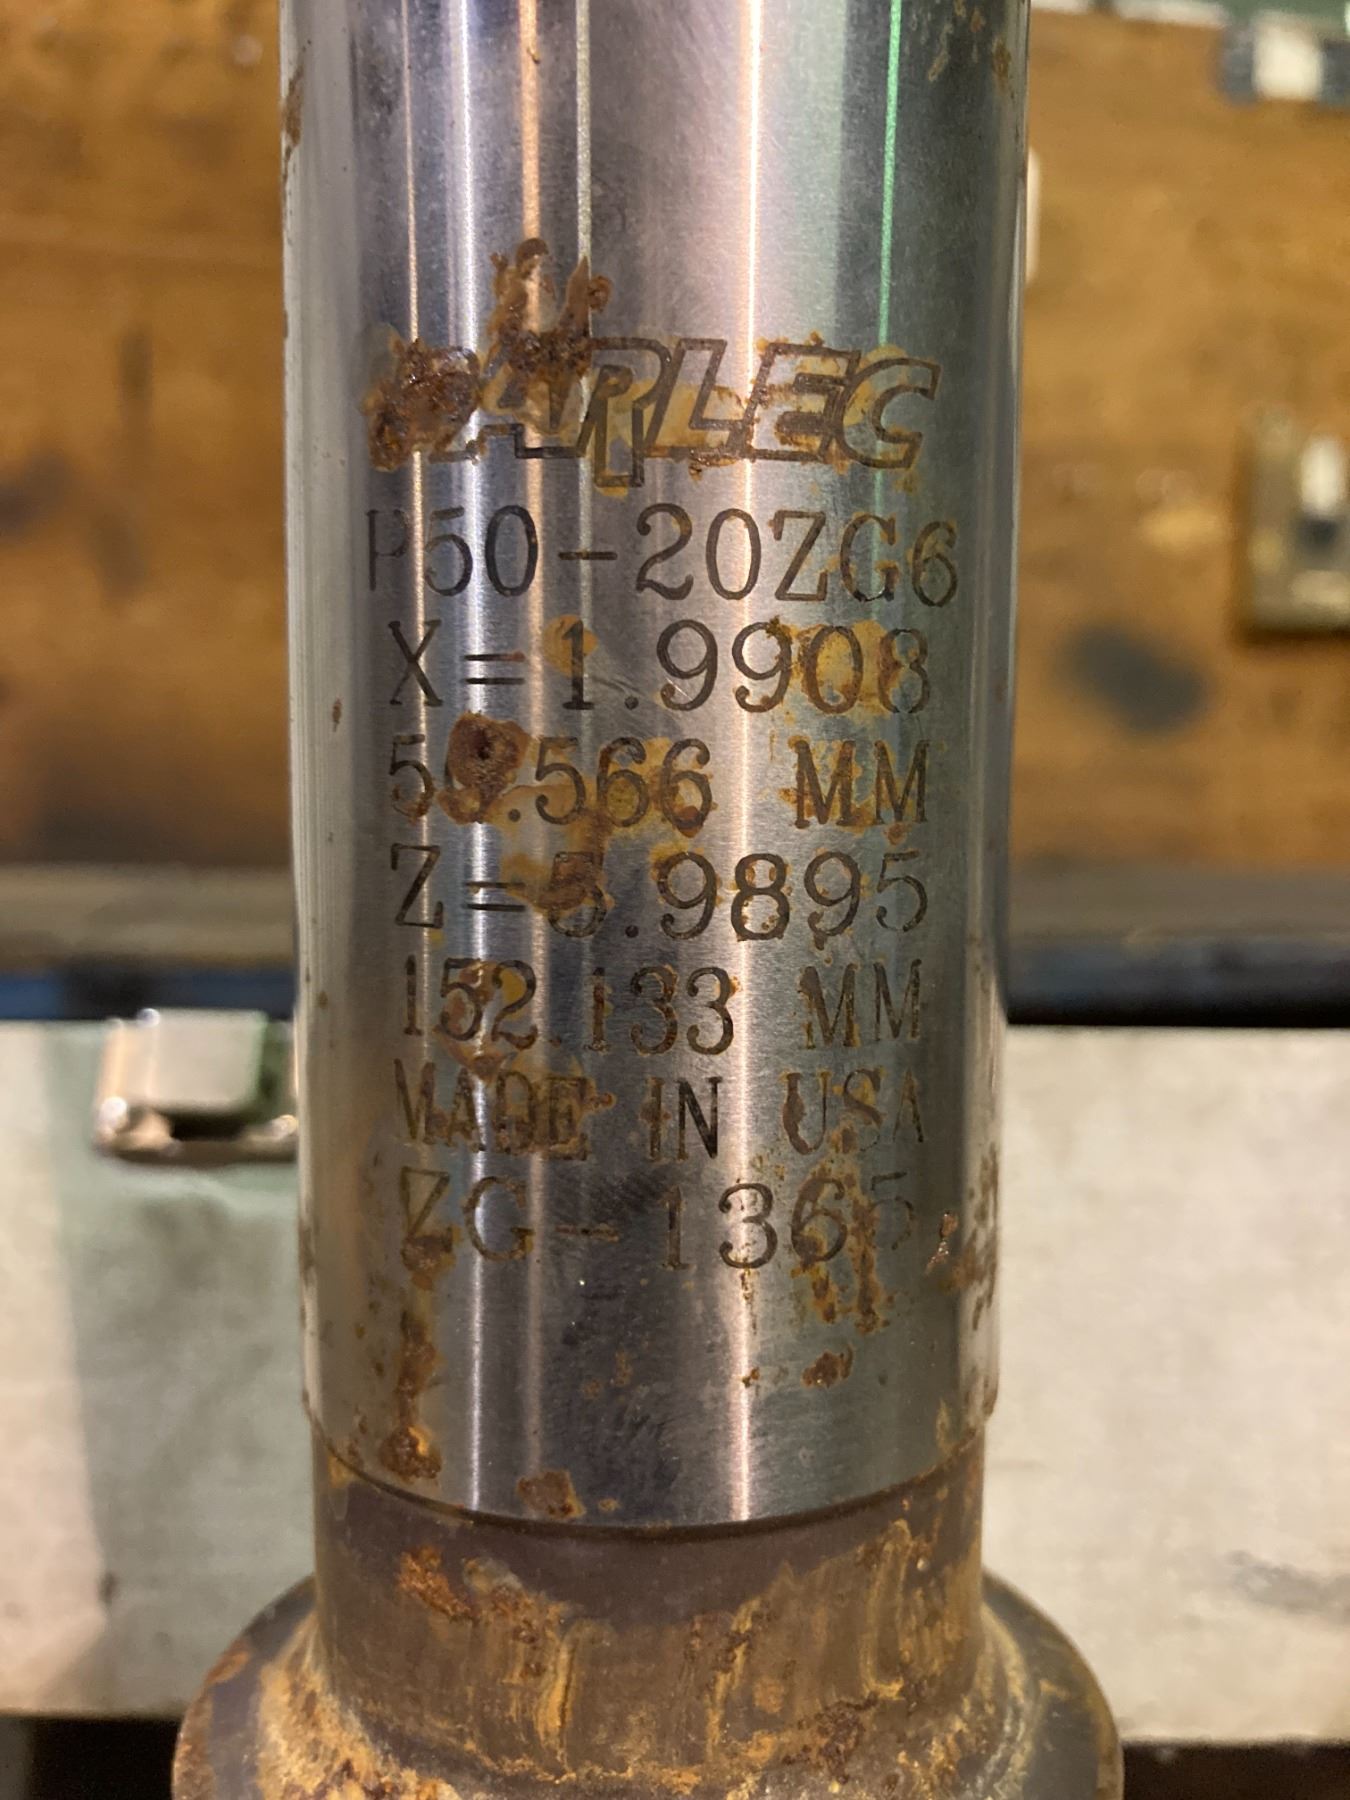 PARLEC
P50-20ZG6
X=1.9908
50.566 MM
Z=5.9895
152.133 MM
MADE IN USA
ZG-1365